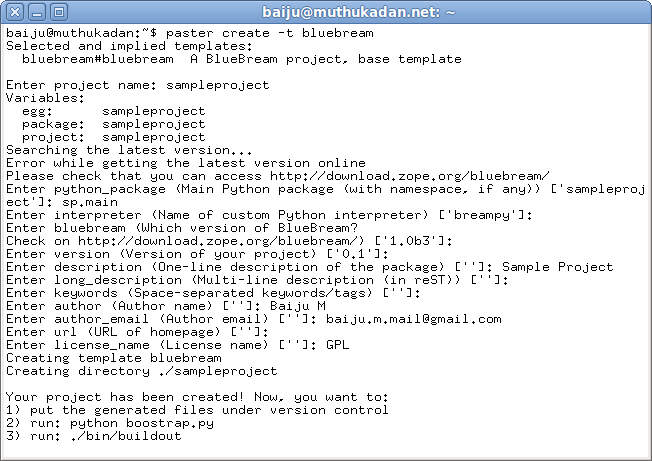 baiju@muthukadan.net: ~
baiju@muthukadan:~$ paster create -t bluebream
Selected and implied templates:
  bluebream#bluebream  A BlueBream project, base template

Enter project name: sampleproject
Variables:
  egg:      sampleproject
  package:  sampleproject
  project:  sampleproject
Searching the latest version...
Error while getting the latest version online
Please check that you can access http://download.zope.org/bluebream/
Enter python_package (Main Python package (with namespace, if any)) ['sampleproj
ect']: sp.main
Enter interpreter (Name of custom Python interpreter) ['breampy']:
Enter bluebream (Which version of BlueBream?
Check on http://download.zope.org/bluebream/) ['1.0b3']:
Enter version (Version of your project) ['0.1']:
Enter description (One-line description of the package) ['']: Sample Project
Enter long_description (Multi-line description (in reST)) ['']:
Enter keywords (Space-separated keywords/tags) ['']:
Enter author (Author name) ['']: Baiju M
Enter author_email (Author email) ['']: baiju.m.mail@gmail.com
Enter url (URL of homepage) ['']:
Enter license_name (License name) ['']: GPL
Creating template bluebream
Creating directory ./sampleproject

Your project has been created! Now, you want to:
1) put the generated files under version control
2) run: python boostrap.py
3) run: ./bin/buildout